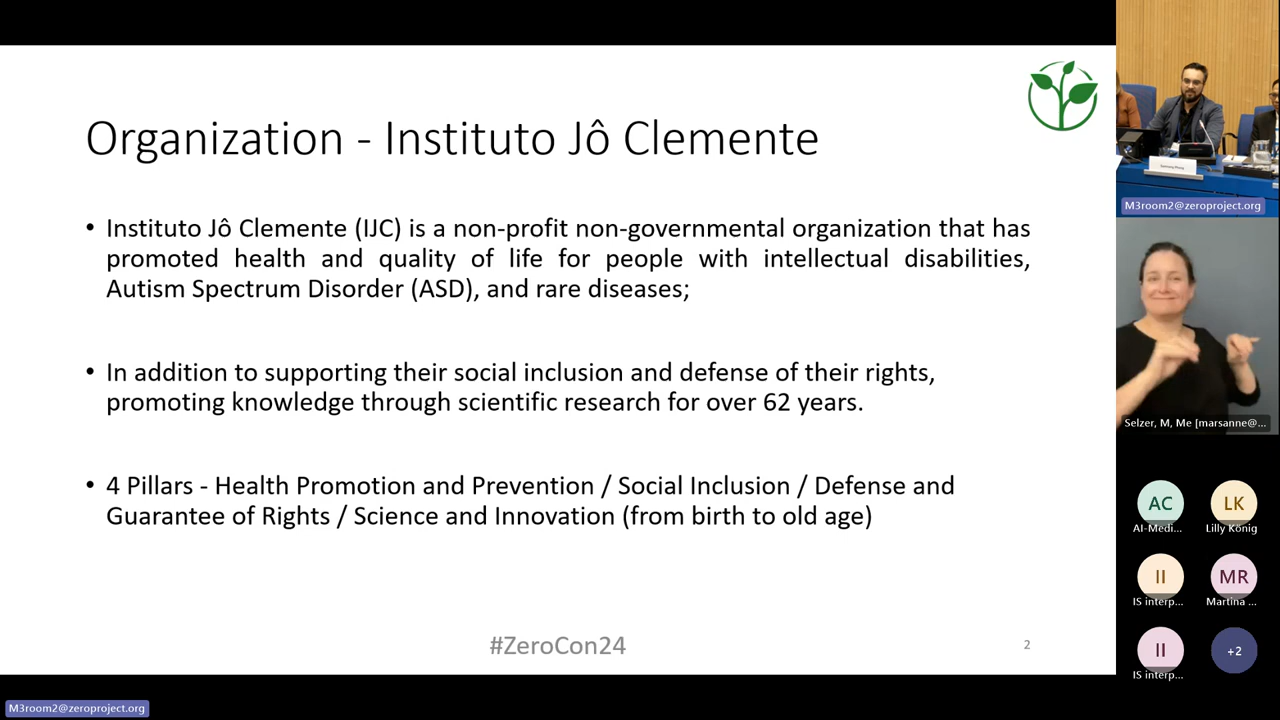 Organization - Instituto Jô Clemente
• Instituto Jô Clemente (IJC) is a non-profit non-governmental organization that has
promoted health and quality of life for people with intellectual disabilities,
Autism Spectrum Disorder (ASD), and rare diseases;
• In addition to supporting their social inclusion and defense of their rights,
promoting knowledge through scientific research for over 62 years.
• 4 Pillars - Health Promotion and Prevention / Social Inclusion / Defense and
Guarantee of Rights / Science and Innovation (from birth to old age)
#ZeroCon24
2
M3room2@zeroproject.org
M3room2@zeroproject.org
Selzer, M, Me [marsanne@...
AC
AI-Medi...
LK
Lilly König
II
IS interp...
MR
Martina ...
II
IS interp...
+2